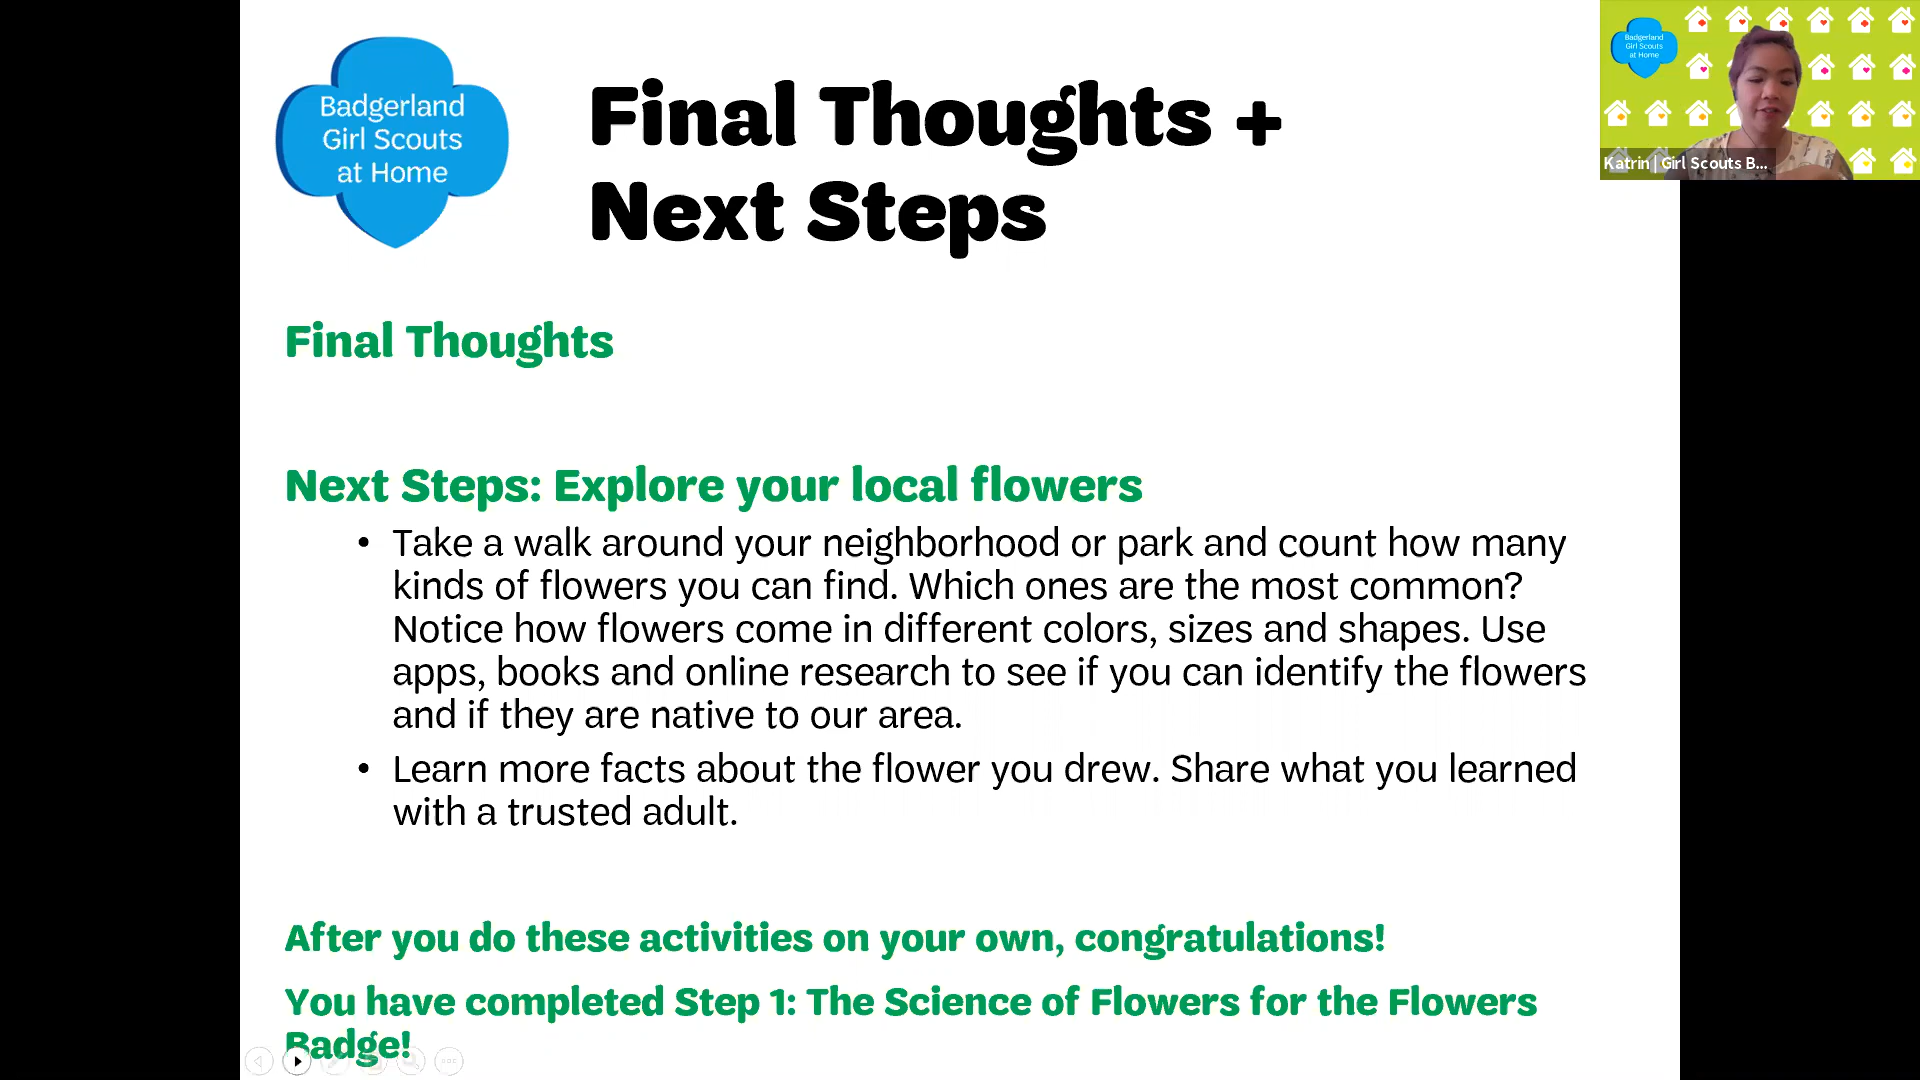 Badgerland
Girl Scouts
at Home
Final Thoughts +
Next Steps
Badgerland
Girl Scouts
at Home
Katrin | Girl Scouts B...
Final Thoughts
Next Steps: Explore your local flowers
• Take a walk around your neighborhood or park and count how many
kinds of flowers you can find. Which ones are the most common?
Notice how flowers come in different colors, sizes and shapes. Use
apps, books and online research to see if you can identify the flowers
and if they are native to our area.
• Learn more facts about the flower you drew. Share what you learned
with a trusted adult.
After you do these activities on your own, congratulations!
You have completed Step 1: The Science of Flowers for the Flowers
Badge!